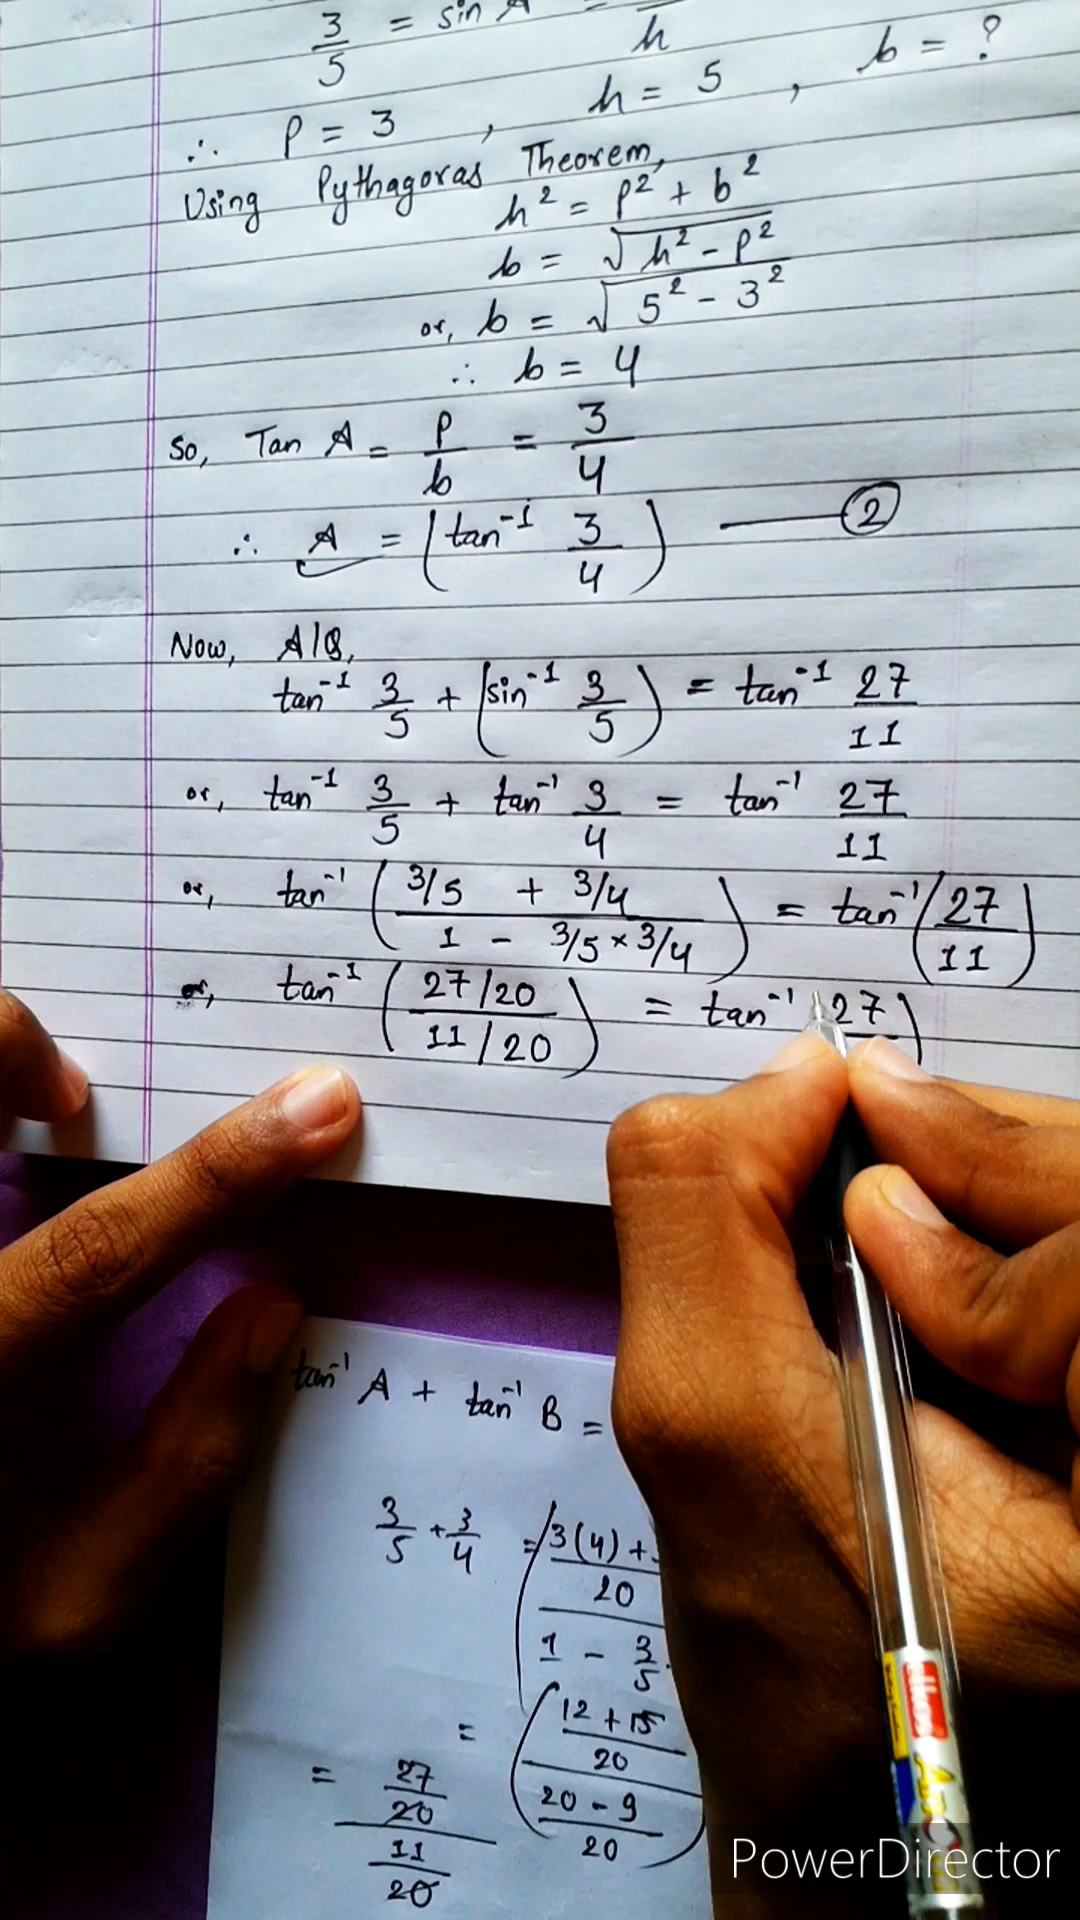 3/5 = sin A = /h
∴ P = 3 , h = 5 , b = ?
Using Pythagoras Theorem,
h² = p² + b²
b = √h² - p²
or, b = √5² - 3²
∴ b = 4
So, Tan A = p/b = 3/4
∴ A = (tan⁻¹ 3/4) —— ②
Now, A/Q,
tan⁻¹ 3/5 + (sin⁻¹ 3/5) = tan⁻¹ 27/11
or, tan⁻¹ 3/5 + tan⁻¹ 3/4 = tan⁻¹ 27/11
or, tan⁻¹ ((3/5 + 3/4)/(1 - 3/5 × 3/4)) = tan⁻¹ (27/11)
or, tan⁻¹ ((27/20)/(11/20)) = tan⁻¹ 27)
tan⁻¹ A + tan⁻¹ B =
3/5 + 3/4 = (3(4) + /20 / 1 - 3/5 .
= ((12 + 15)/20 / (20 - 9)/20)
= (27/20)/(11/20)
PowerDirector